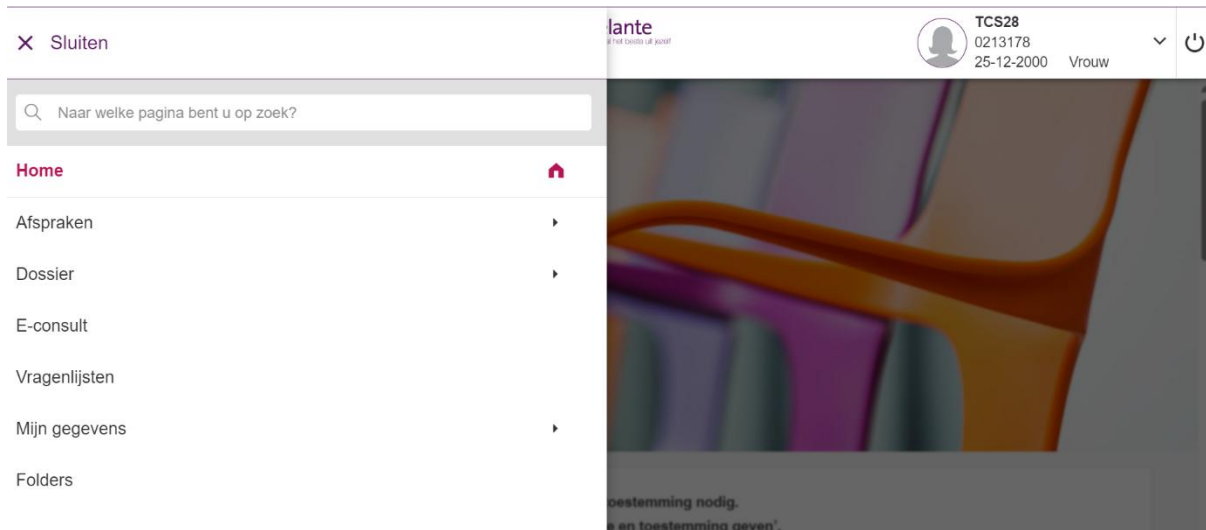 Sluiten
lante
TCS28
0213178
25-12-2000 Vrouw
Naar welke pagina bent u op zoek?
Home
Afspraken
Dossier
E-consult
Vragenlijsten
Mijn gegevens
Folders
oestemming nodig.
e en toestemming geven'.